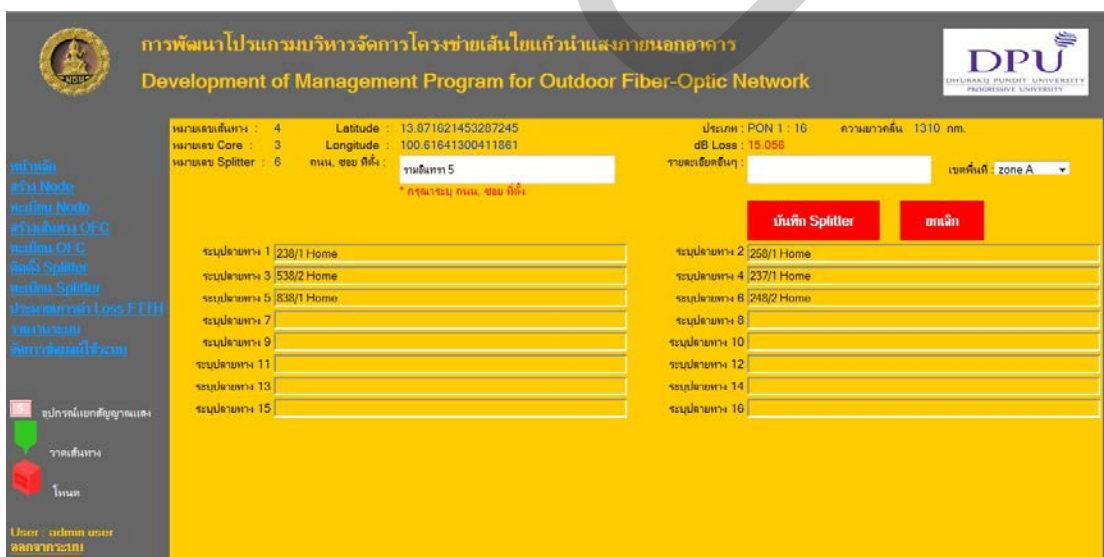 การพัฒนาโปรแกรมบริหารจัดการโครงข่ายเส้นใยแก้วนำแสงภายนอกอาคาร
Development of Management Program for Outdoor Fiber-Optic Network
DPU
DHURAKIJ PUNDIT UNIVERSITY
PROGRESSIVE UNIVERSITY
หมายเลขเส้นทาง : 4 Latitude : 13.871621453287245 ประเภท : PON 1 : 16 ความยาวคลื่น 1310 nm.
หมายเลข Core : 3 Longitude : 100.61641300411861 dB Loss : 15.056
หมายเลข Splitter : 6 ถนน, ซอย ที่ตั้ง : รามอินทรา 5 รายละเอียดอื่นๆ : เขตพื้นที่ : zone A
* กรุณาระบุ ถนน, ซอย ที่ตั้ง
บันทึก Splitter ยกเลิก
ระบุปลายทาง 1 238/1 Home ระบุปลายทาง 2 258/1 Home
ระบุปลายทาง 3 538/2 Home ระบุปลายทาง 4 237/1 Home
ระบุปลายทาง 5 838/1 Home ระบุปลายทาง 6 248/2 Home
ระบุปลายทาง 7 ระบุปลายทาง 8
ระบุปลายทาง 9 ระบุปลายทาง 10
ระบุปลายทาง 11 ระบุปลายทาง 12
ระบุปลายทาง 13 ระบุปลายทาง 14
ระบุปลายทาง 15 ระบุปลายทาง 16
หน้าหลัก
สร้าง Node
ทะเบียน Node
สร้างเส้นทาง OFC
ทะเบียน OFC
ติดตั้ง Splitter
ทะเบียน Splitter
ประมาณการค่า Loss FTTH
รายงานระบบ
จัดการข้อมูลผู้ใช้ระบบ
S อุปกรณ์แยกสัญญาณแสง
วาดเส้นทาง
โหนด
User : admin user
ออกจากระบบ